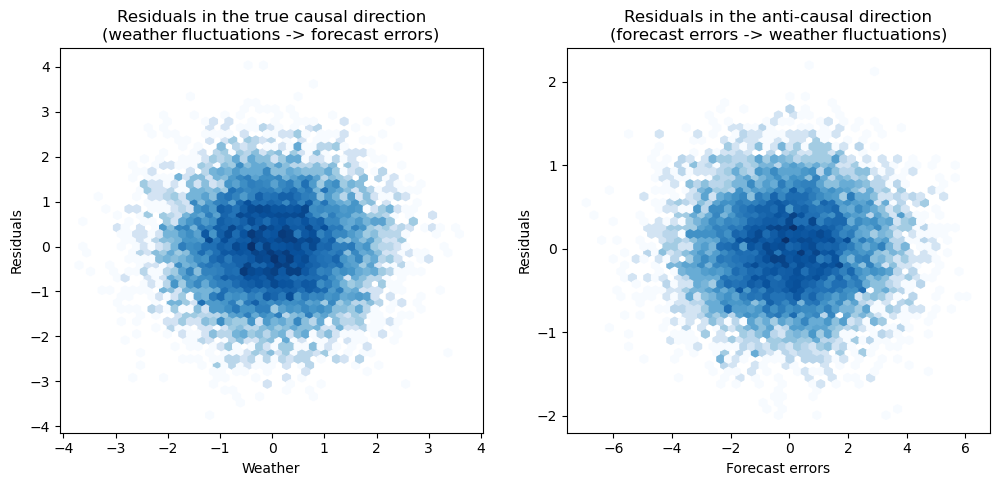 Residuals in the true causal direction
(weather fluctuations -> forecast errors)
4
3
2
1
0
−1
−2
−3
−4
Residuals
−4 −3 −2 −1 0 1 2 3 4
Weather
Residuals in the anti-causal direction
(forecast errors -> weather fluctuations)
2
1
0
−1
−2
Residuals
−6 −4 −2 0 2 4 6
Forecast errors